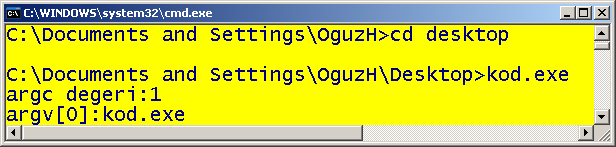 C:\WINDOWS\system32\cmd.exe
C:\Documents and Settings\OguzH>cd desktop
C:\Documents and Settings\OguzH\Desktop>kod.exe
argc degeri:1
argv[0]:kod.exe